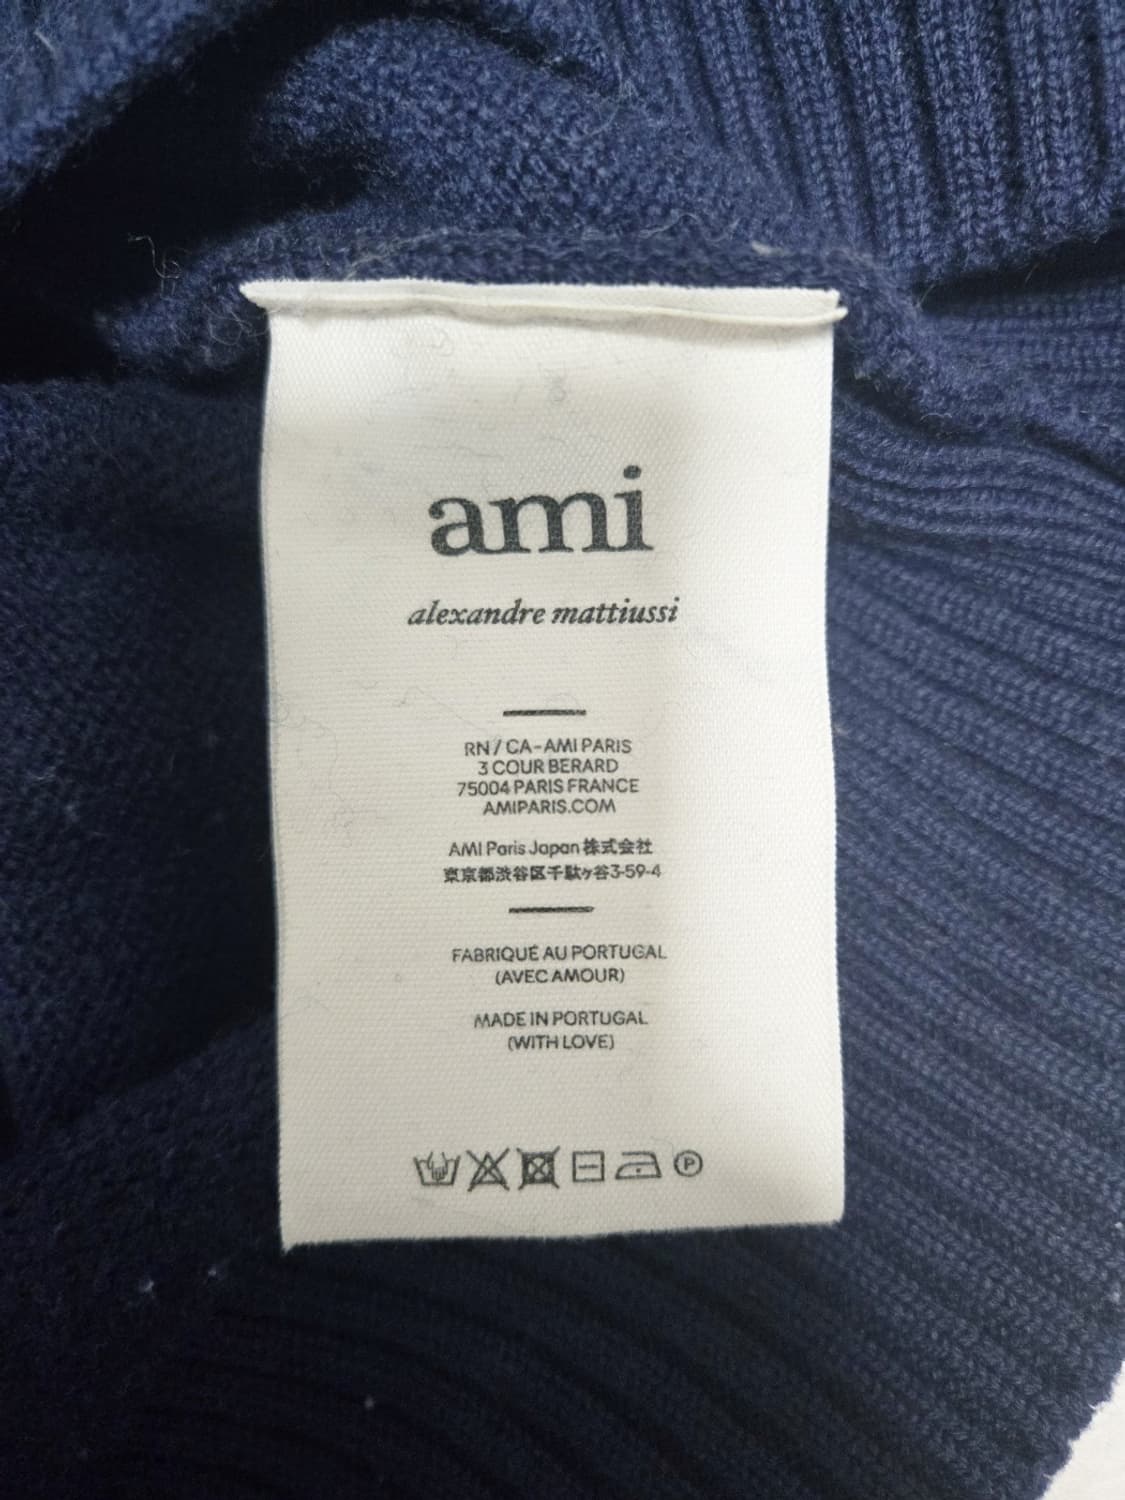 ami
alexandre mattiussi
RN / CA-AMI PARIS
3 COUR BERARD
75004 PARIS FRANCE
AMIPARIS.COM
AMI Paris Japan 株式会社
東京都渋谷区千駄ヶ谷3-59-4
FABRIQUÉ AU PORTUGAL
(AVEC AMOUR)
MADE IN PORTUGAL
(WITH LOVE)
P